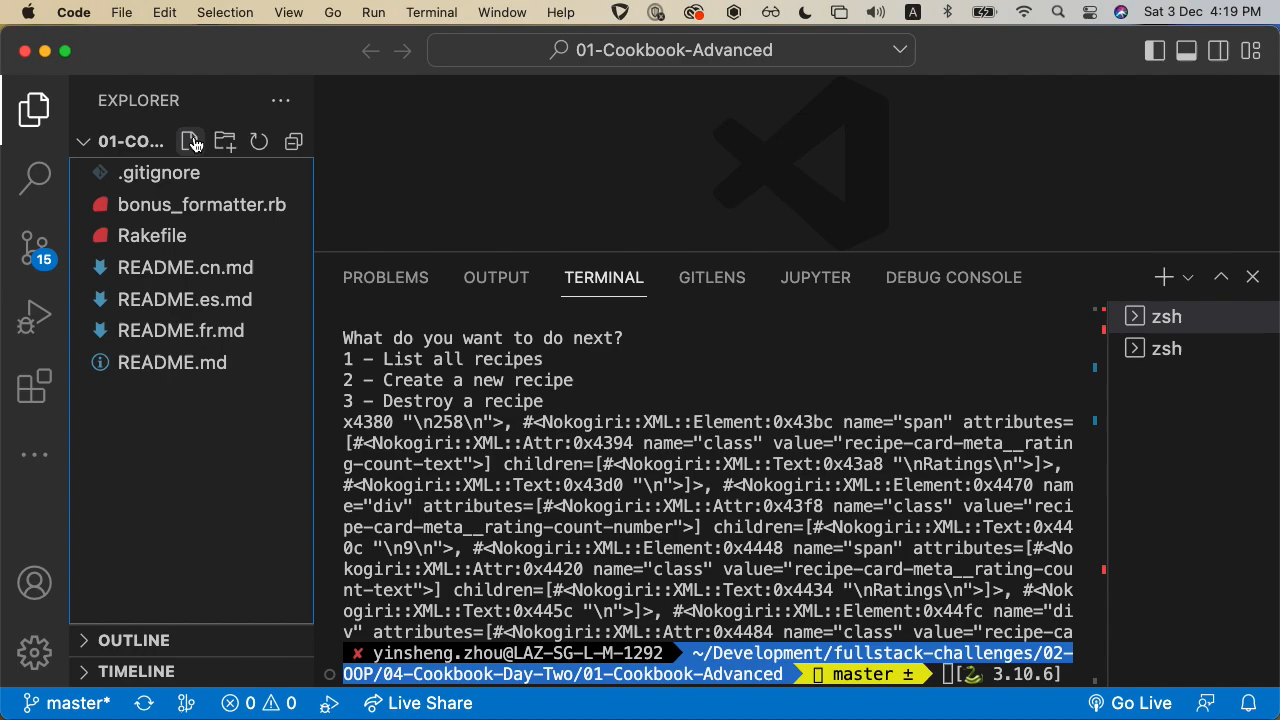 Code File Edit Selection View Go Run Terminal Window Help A Sat 3 Dec 4:19 PM
01-Cookbook-Advanced
EXPLORER
01-CO...
.gitignore
bonus_formatter.rb
Rakefile
README.cn.md
README.es.md
README.fr.md
README.md
OUTLINE
TIMELINE
15
PROBLEMS OUTPUT TERMINAL GITLENS JUPYTER DEBUG CONSOLE
zsh
zsh
What do you want to do next?
1 - List all recipes
2 - Create a new recipe
3 - Destroy a recipe
x4380 "\n258\n">, #<Nokogiri::XML::Element:0x43bc name="span" attributes=
[#<Nokogiri::XML::Attr:0x4394 name="class" value="recipe-card-meta__ratin
g-count-text">] children=[#<Nokogiri::XML::Text:0x43a8 "\nRatings\n">]>,
#<Nokogiri::XML::Text:0x43d0 "\n">]>, #<Nokogiri::XML::Element:0x4470 nam
e="div" attributes=[#<Nokogiri::XML::Attr:0x43f8 name="class" value="reci
pe-card-meta__rating-count-number">] children=[#<Nokogiri::XML::Text:0x44
0c "\n9\n">, #<Nokogiri::XML::Element:0x4448 name="span" attributes=[#<No
kogiri::XML::Attr:0x4420 name="class" value="recipe-card-meta__rating-cou
nt-text">] children=[#<Nokogiri::XML::Text:0x4434 "\nRatings\n">]>, #<Nok
ogiri::XML::Text:0x445c "\n">]>, #<Nokogiri::XML::Element:0x44fc name="di
v" attributes=[#<Nokogiri::XML::Attr:0x4484 name="class" value="recipe-ca
✘ yinsheng.zhou@LAZ-SG-L-M-1292 ~/Development/fullstack-challenges/02-
OOP/04-Cookbook-Day-Two/01-Cookbook-Advanced master ± [🐍 3.10.6]
master* 0 0 Live Share Go Live